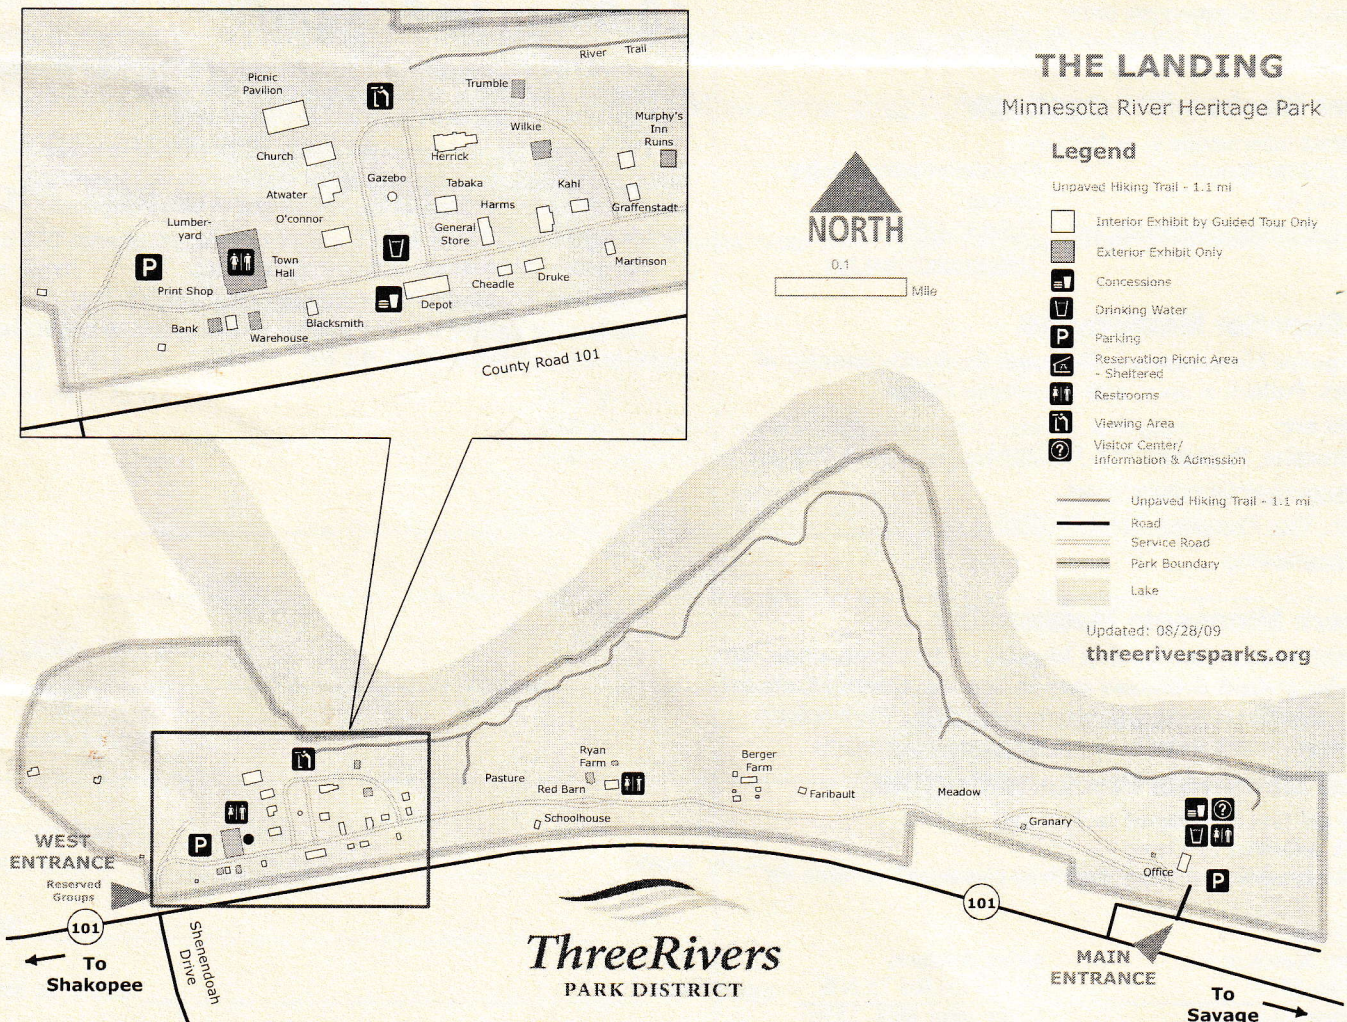 THE LANDING
Minnesota River Heritage Park
Legend
Unpaved Hiking Trail - 1.1 mi
Interior Exhibit by Guided Tour Only
Exterior Exhibit Only
Concessions
Drinking Water
P
Parking
Reservation Picnic Area
- Sheltered
Restrooms
Viewing Area
?
Visitor Center/
Information & Admission
Unpaved Hiking Trail - 1.1 mi
Road
Service Road
Park Boundary
Lake
Updated: 08/28/09
threeriversparks.org
NORTH
0.1
Mile
River Trail
Picnic
Pavilion
Trumble
Murphy's
Inn
Ruins
Wilkie
Church
Herrick
Gazebo
Atwater
Tabaka
Kahl
Harms
Graffenstadt
O'connor
Lumber-
yard
General
Store
P
Town
Hall
Martinson
Print Shop
Cheadle
Druke
Depot
Bank
Blacksmith
Warehouse
County Road 101
Ryan
Farm
Berger
Farm
Pasture
Red Barn
Faribault
Meadow
Schoolhouse
Granary
?
P
WEST
ENTRANCE
Reserved
Groups
Office
P
101
101
To
Shakopee
Shenendoah
Drive
ThreeRivers
PARK DISTRICT
MAIN
ENTRANCE
To
Savage